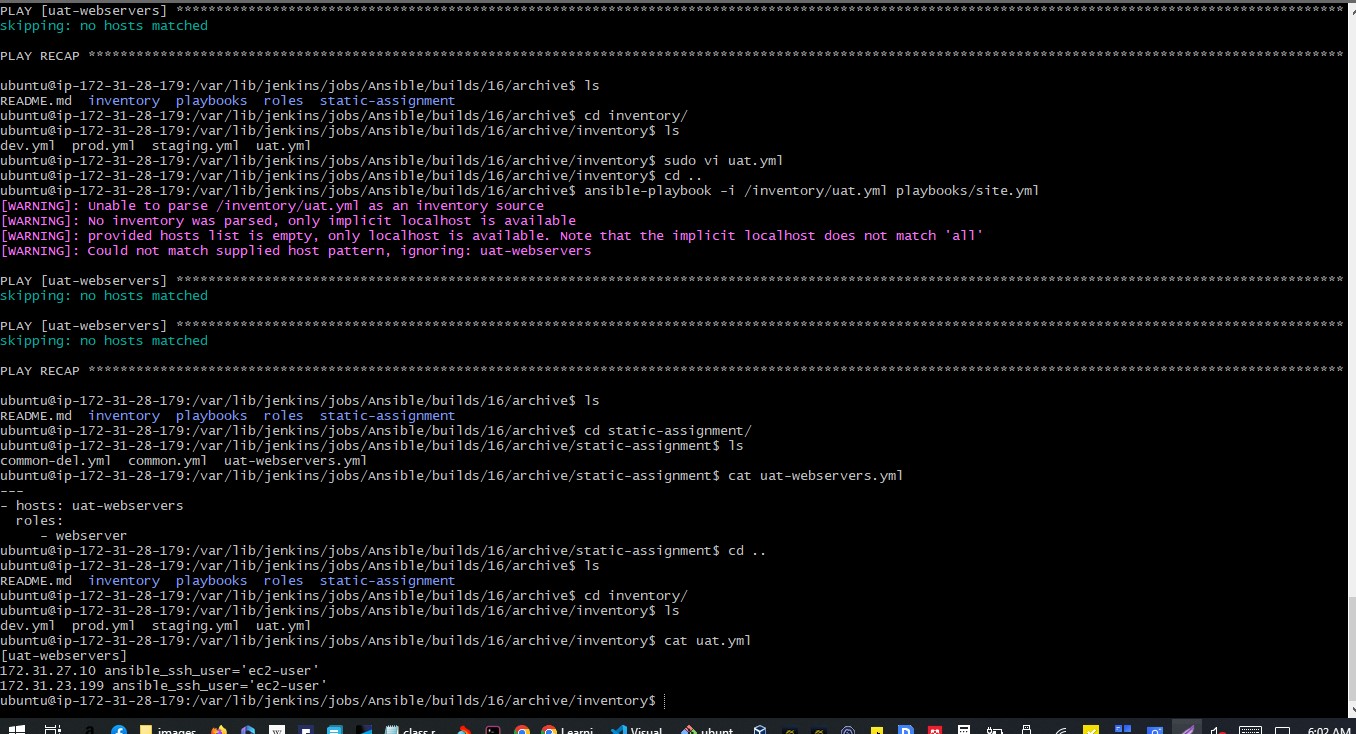 PLAY [uat-webservers] **************************************************************************************************************************************************
skipping: no hosts matched
PLAY RECAP *************************************************************************************************************************************************************
ubuntu@ip-172-31-28-179:/var/lib/jenkins/jobs/Ansible/builds/16/archive$ ls
README.md  inventory  playbooks  roles  static-assignment
ubuntu@ip-172-31-28-179:/var/lib/jenkins/jobs/Ansible/builds/16/archive$ cd inventory/
ubuntu@ip-172-31-28-179:/var/lib/jenkins/jobs/Ansible/builds/16/archive/inventory$ ls
dev.yml  prod.yml  staging.yml  uat.yml
ubuntu@ip-172-31-28-179:/var/lib/jenkins/jobs/Ansible/builds/16/archive/inventory$ sudo vi uat.yml
ubuntu@ip-172-31-28-179:/var/lib/jenkins/jobs/Ansible/builds/16/archive/inventory$ cd ..
ubuntu@ip-172-31-28-179:/var/lib/jenkins/jobs/Ansible/builds/16/archive$ ansible-playbook -i /inventory/uat.yml playbooks/site.yml
[WARNING]: Unable to parse /inventory/uat.yml as an inventory source
[WARNING]: No inventory was parsed, only implicit localhost is available
[WARNING]: provided hosts list is empty, only localhost is available. Note that the implicit localhost does not match 'all'
[WARNING]: Could not match supplied host pattern, ignoring: uat-webservers
PLAY [uat-webservers] **************************************************************************************************************************************************
skipping: no hosts matched
PLAY [uat-webservers] **************************************************************************************************************************************************
skipping: no hosts matched
PLAY RECAP *************************************************************************************************************************************************************
ubuntu@ip-172-31-28-179:/var/lib/jenkins/jobs/Ansible/builds/16/archive$ ls
README.md  inventory  playbooks  roles  static-assignment
ubuntu@ip-172-31-28-179:/var/lib/jenkins/jobs/Ansible/builds/16/archive$ cd static-assignment/
ubuntu@ip-172-31-28-179:/var/lib/jenkins/jobs/Ansible/builds/16/archive/static-assignment$ ls
common-del.yml  common.yml  uat-webservers.yml
ubuntu@ip-172-31-28-179:/var/lib/jenkins/jobs/Ansible/builds/16/archive/static-assignment$ cat uat-webservers.yml
---
- hosts: uat-webservers
  roles:
     - webserver
ubuntu@ip-172-31-28-179:/var/lib/jenkins/jobs/Ansible/builds/16/archive/static-assignment$ cd ..
ubuntu@ip-172-31-28-179:/var/lib/jenkins/jobs/Ansible/builds/16/archive$ ls
README.md  inventory  playbooks  roles  static-assignment
ubuntu@ip-172-31-28-179:/var/lib/jenkins/jobs/Ansible/builds/16/archive$ cd inventory/
ubuntu@ip-172-31-28-179:/var/lib/jenkins/jobs/Ansible/builds/16/archive/inventory$ ls
dev.yml  prod.yml  staging.yml  uat.yml
ubuntu@ip-172-31-28-179:/var/lib/jenkins/jobs/Ansible/builds/16/archive/inventory$ cat uat.yml
[uat-webservers]
172.31.27.10 ansible_ssh_user='ec2-user'
172.31.23.199 ansible_ssh_user='ec2-user'
ubuntu@ip-172-31-28-179:/var/lib/jenkins/jobs/Ansible/builds/16/archive/inventory$
images class r Learni Visual ubunt 6:02 AM